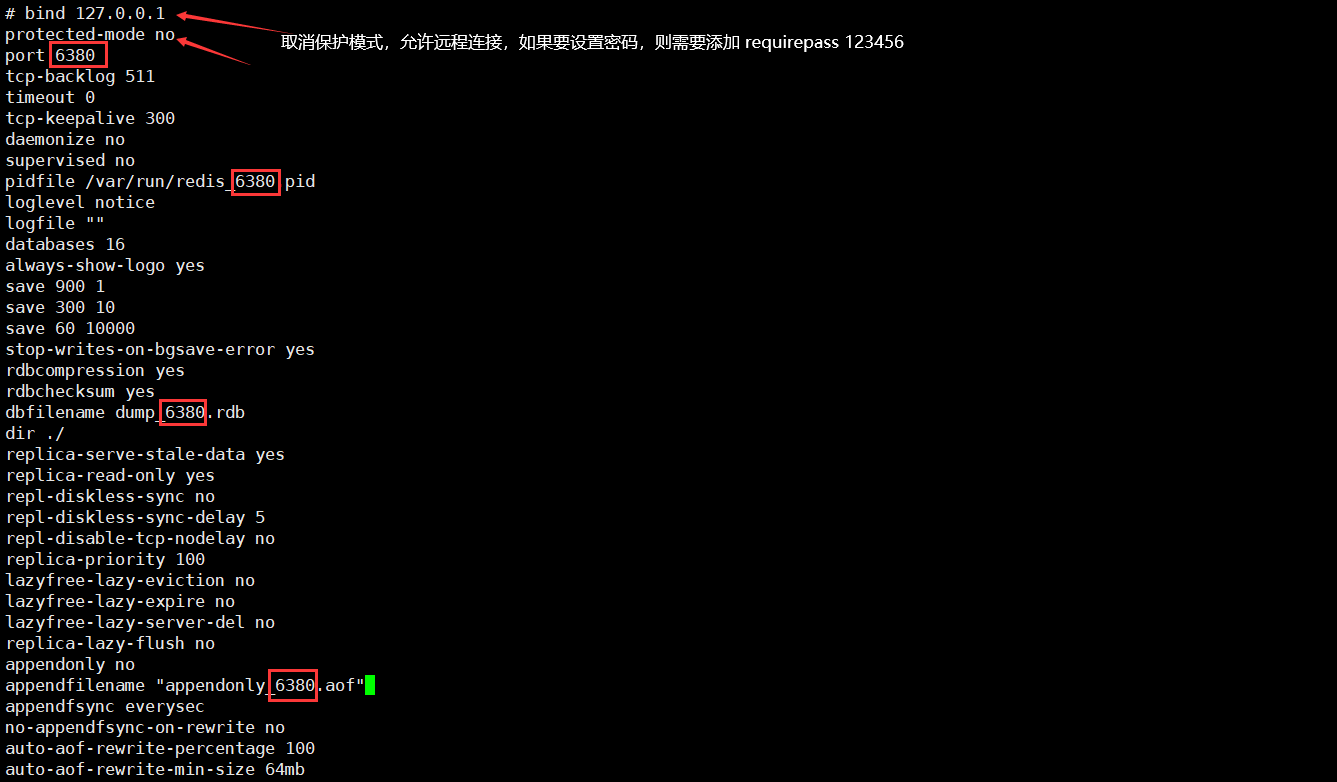 # bind 127.0.0.1
protected-mode no
取消保护模式，允许远程连接，如果要设置密码，则需要添加 requirepass 123456
port 6380
tcp-backlog 511
timeout 0
tcp-keepalive 300
daemonize no
supervised no
pidfile /var/run/redis_6380 pid
loglevel notice
logfile ""
databases 16
always-show-logo yes
save 900 1
save 300 10
save 60 10000
stop-writes-on-bgsave-error yes
rdbcompression yes
rdbchecksum yes
dbfilename dump_6380.rdb
dir ./
replica-serve-stale-data yes
replica-read-only yes
repl-diskless-sync no
repl-diskless-sync-delay 5
repl-disable-tcp-nodelay no
replica-priority 100
lazyfree-lazy-eviction no
lazyfree-lazy-expire no
lazyfree-lazy-server-del no
replica-lazy-flush no
appendonly no
appendfilename "appendonly_6380.aof"
appendfsync everysec
no-appendfsync-on-rewrite no
auto-aof-rewrite-percentage 100
auto-aof-rewrite-min-size 64mb